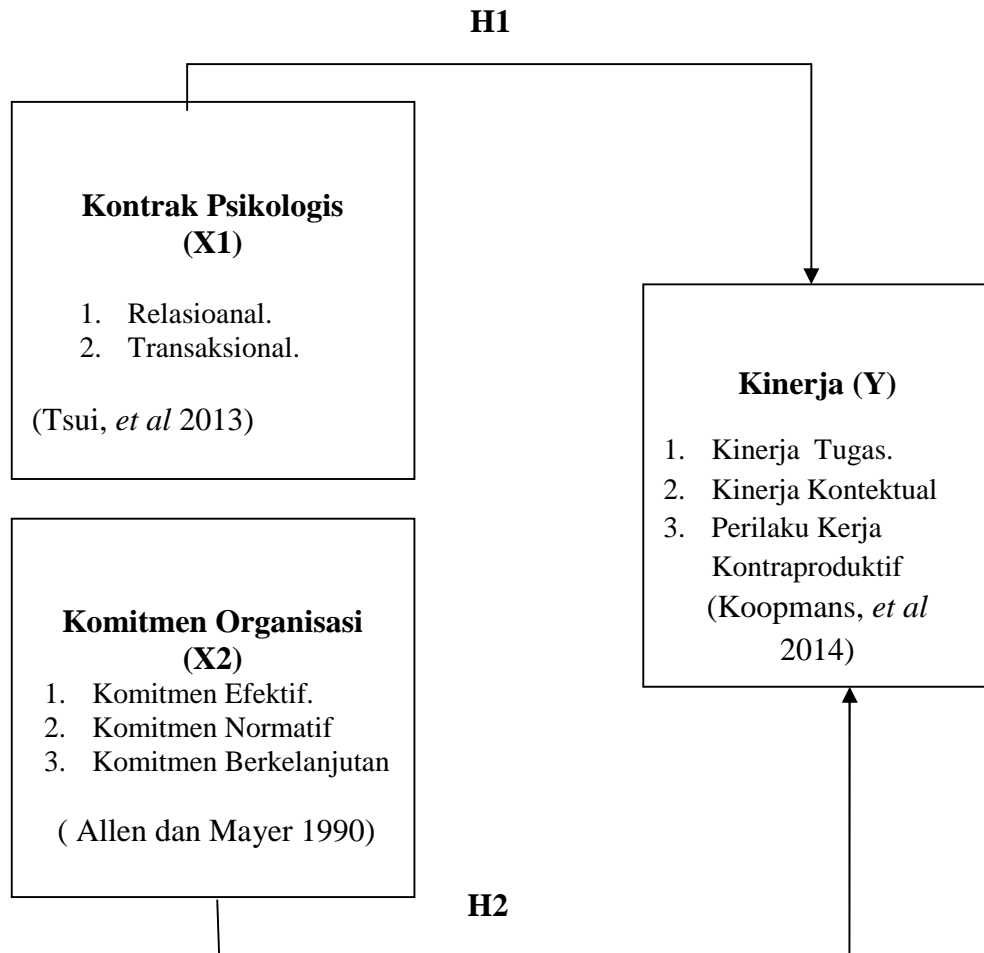 H1
Kontrak Psikologis
(X1)
1. Relasioanal.
2. Transaksional.
(Tsui, et al 2013)
Kinerja (Y)
1. Kinerja Tugas.
2. Kinerja Kontektual
3. Perilaku Kerja
Kontraproduktif
(Koopmans, et al
2014)
Komitmen Organisasi
(X2)
1. Komitmen Efektif.
2. Komitmen Normatif
3. Komitmen Berkelanjutan
( Allen dan Mayer 1990)
H2